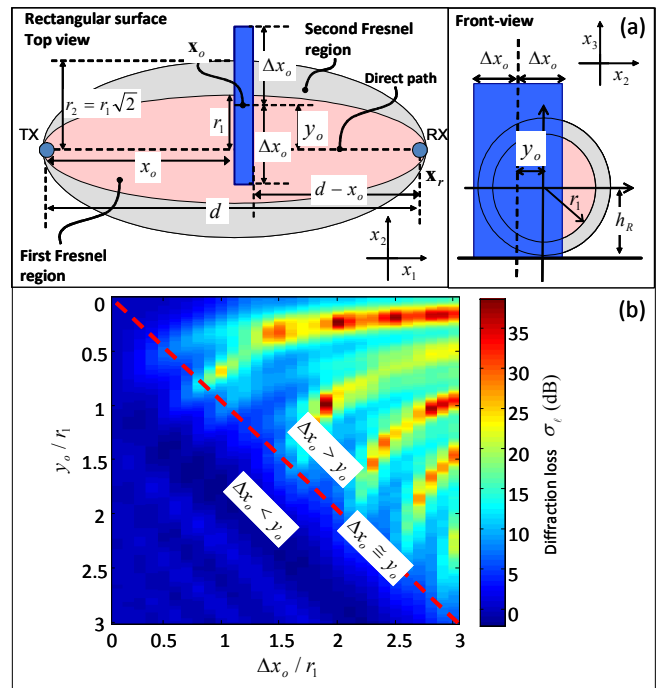 Rectangular surface
Top view
Second Fresnel
region
x_o
Δx_o
Direct path
r_2 = r_1√2
r_1
y_o
Δx_o
TX
RX
x_o
x_r
d − x_o
d
First Fresnel
region
x_2
x_1
Front-view
(a)
x_3
Δx_o Δx_o
x_2
y_o
r_1
h_R
(b)
0
0.5
1.0
1.5
2
2.5
3
y_o / r_1
Δx_o > y_o
Δx_o < y_o
Δx_o ≅ y_o
0 0.5 1 1.5 2 2.5 3
Δx_o / r_1
35
30
25
20
15
10
5
0
Diffraction loss σ_ℓ (dB)